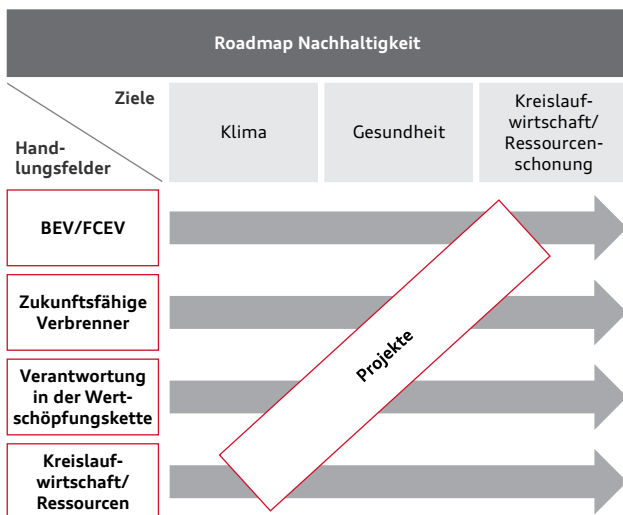 Roadmap Nachhaltigkeit
Ziele
Hand-
lungsfelder
Klima
Gesundheit
Kreislauf-
wirtschaft/
Ressourcen-
schonung
BEV/FCEV
Zukunftsfähige
Verbrenner
Verantwortung
in der Wert-
schöpfungskette
Kreislauf-
wirtschaft/
Ressourcen
Projekte